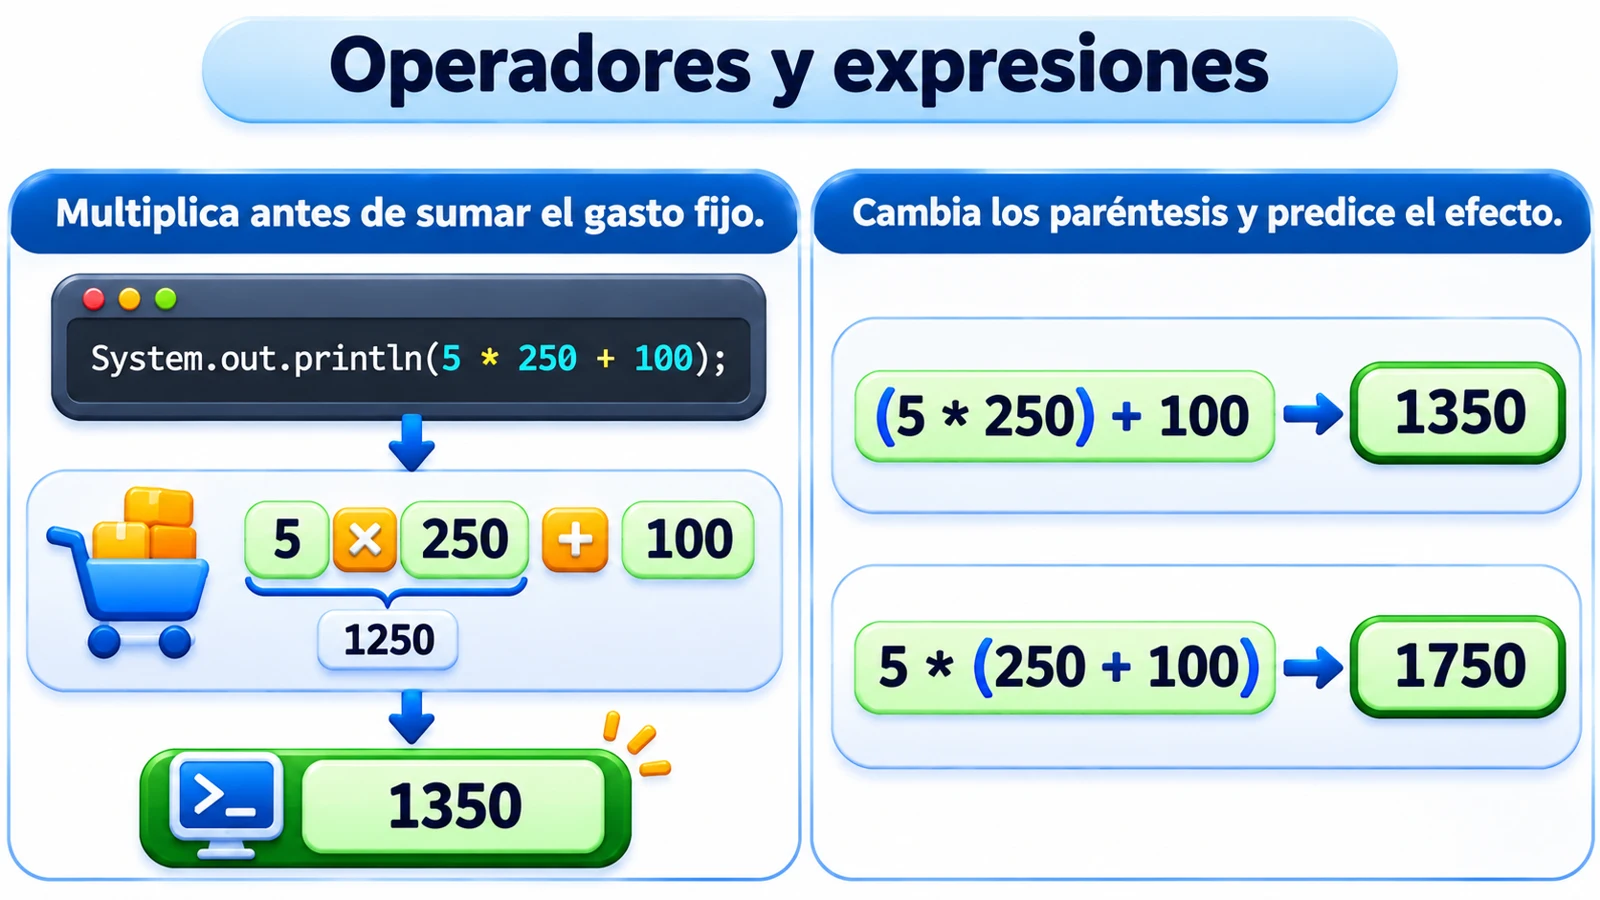 Operadores y expresiones
Multiplica antes de sumar el gasto fijo.
System.out.println(5 * 250 + 100);
5 × 250 + 100
1250
>_ 1350
Cambia los paréntesis y predice el efecto.
(5 * 250) + 100 → 1350
5 * (250 + 100) → 1750